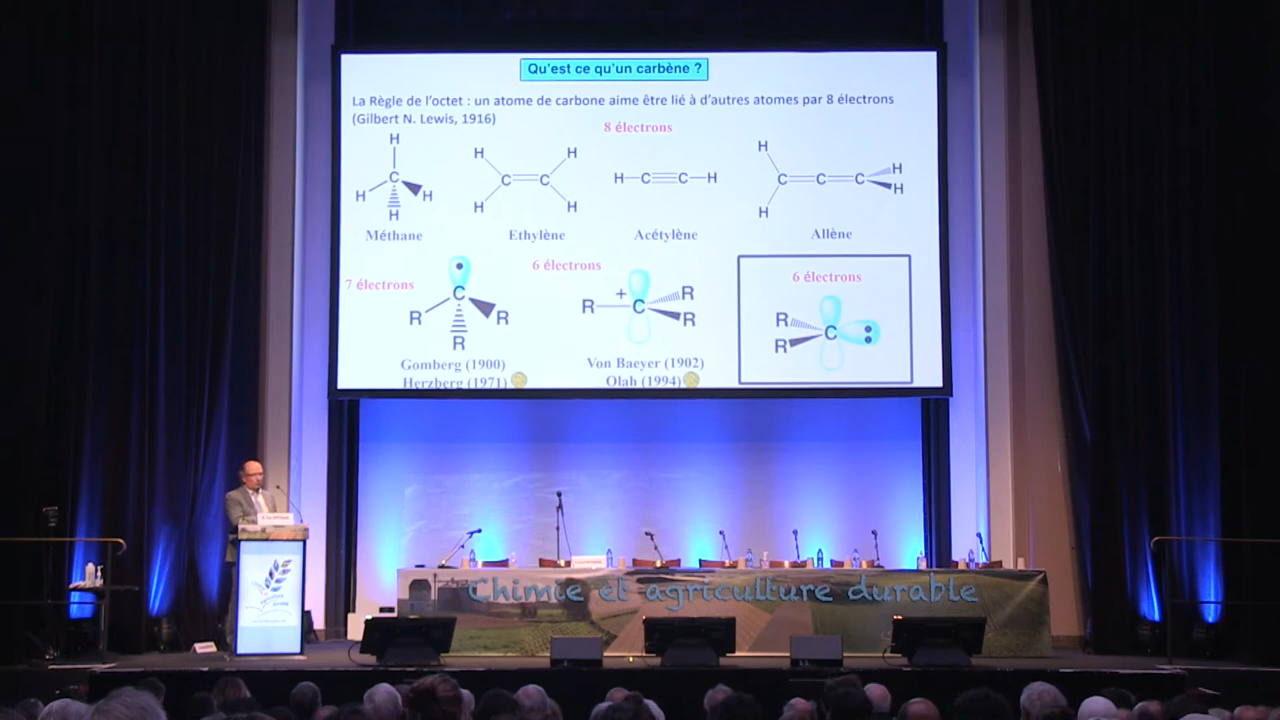 Qu'est ce qu'un carbène ?
La Règle de l'octet : un atome de carbone aime être lié à d'autres atomes par 8 électrons
(Gilbert N. Lewis, 1916)
8 électrons
H
H
C
H
H
H
H
C
C
H
H
H
C
C
H
H
H
C
C
C
H
H
Méthane
Ethylène
Acétylène
Allène
7 électrons
C
R
R
R
6 électrons
+
R
C
R
R
6 électrons
R
R
C
Gomberg (1900)
Herzberg (1971)
Von Baeyer (1902)
Olah (1994)
Chimie et agriculture durable